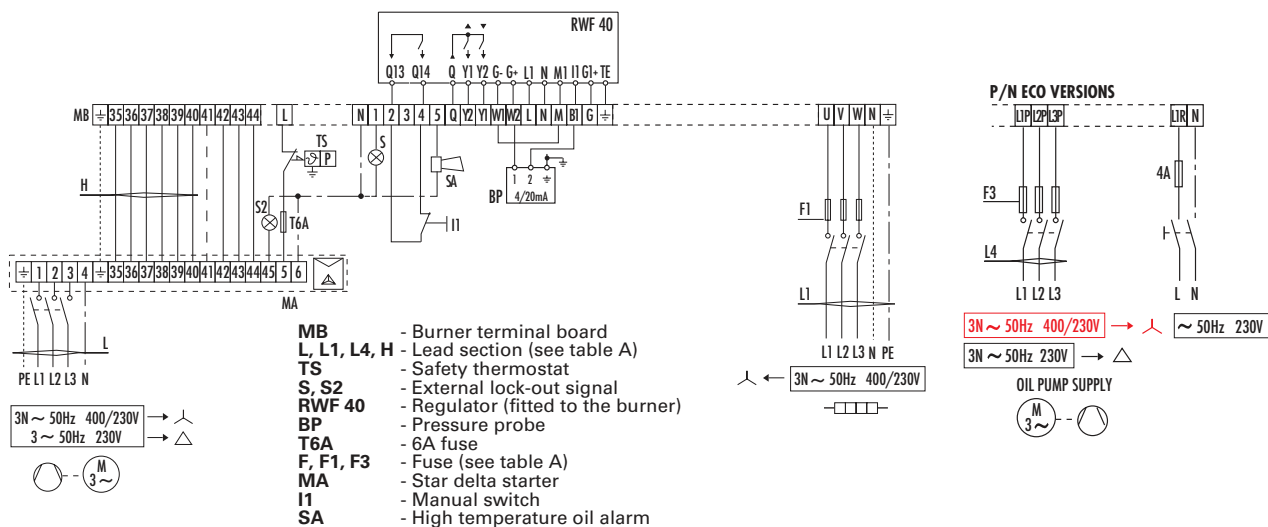 RWF 40
Q13 Q14 Q Y1 Y2 G- G+ L1 N M1 I1 G1+ TE
MB 35 36 37 38 39 40 41 42 43 44 L N 1 2 3 4 5 Q Y2 Y1 W1 W2 L N M B1 G U V W N
P/N ECO VERSIONS
L1P L2P L3P L1R N
TS
P
S
SA
1 2
BP 4/20mA
4A
H
S2
T6A
I1
F1
F3
L4
1 2 3 4 35 36 37 38 39 40 41 42 43 44 45 5 6
MA
L
PE L1 L2 L3 N
3N ~ 50Hz 400/230V
3 ~ 50Hz 230V
M
3~
L1
L1 L2 L3 N PE
3N ~ 50Hz 400/230V
L1 L2 L3
L N
3N ~ 50Hz 400/230V
~ 50Hz 230V
3N ~ 50Hz 230V
OIL PUMP SUPPLY
M
3~
MB - Burner terminal board
L, L1, L4, H - Lead section (see table A)
TS - Safety thermostat
S, S2 - External lock-out signal
RWF 40 - Regulator (fitted to the burner)
BP - Pressure probe
T6A - 6A fuse
F, F1, F3 - Fuse (see table A)
MA - Star delta starter
I1 - Manual switch
SA - High temperature oil alarm